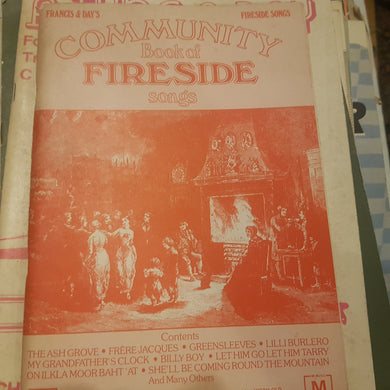 FRANCIS & DAY'S
FIRESIDE SONGS
COMMUNITY
Book of
FIRESIDE
songs
Contents
THE ASH GROVE • FRÈRE JACQUES • GREENSLEEVES • LILLI BURLERO
MY GRANDFATHER'S CLOCK • BILLY BOY • LET HIM GO LET HIM TARRY
ON ILKLA MOOR BAHT 'AT • SHE'LL BE COMING ROUND THE MOUNTAIN
And Many Others
M